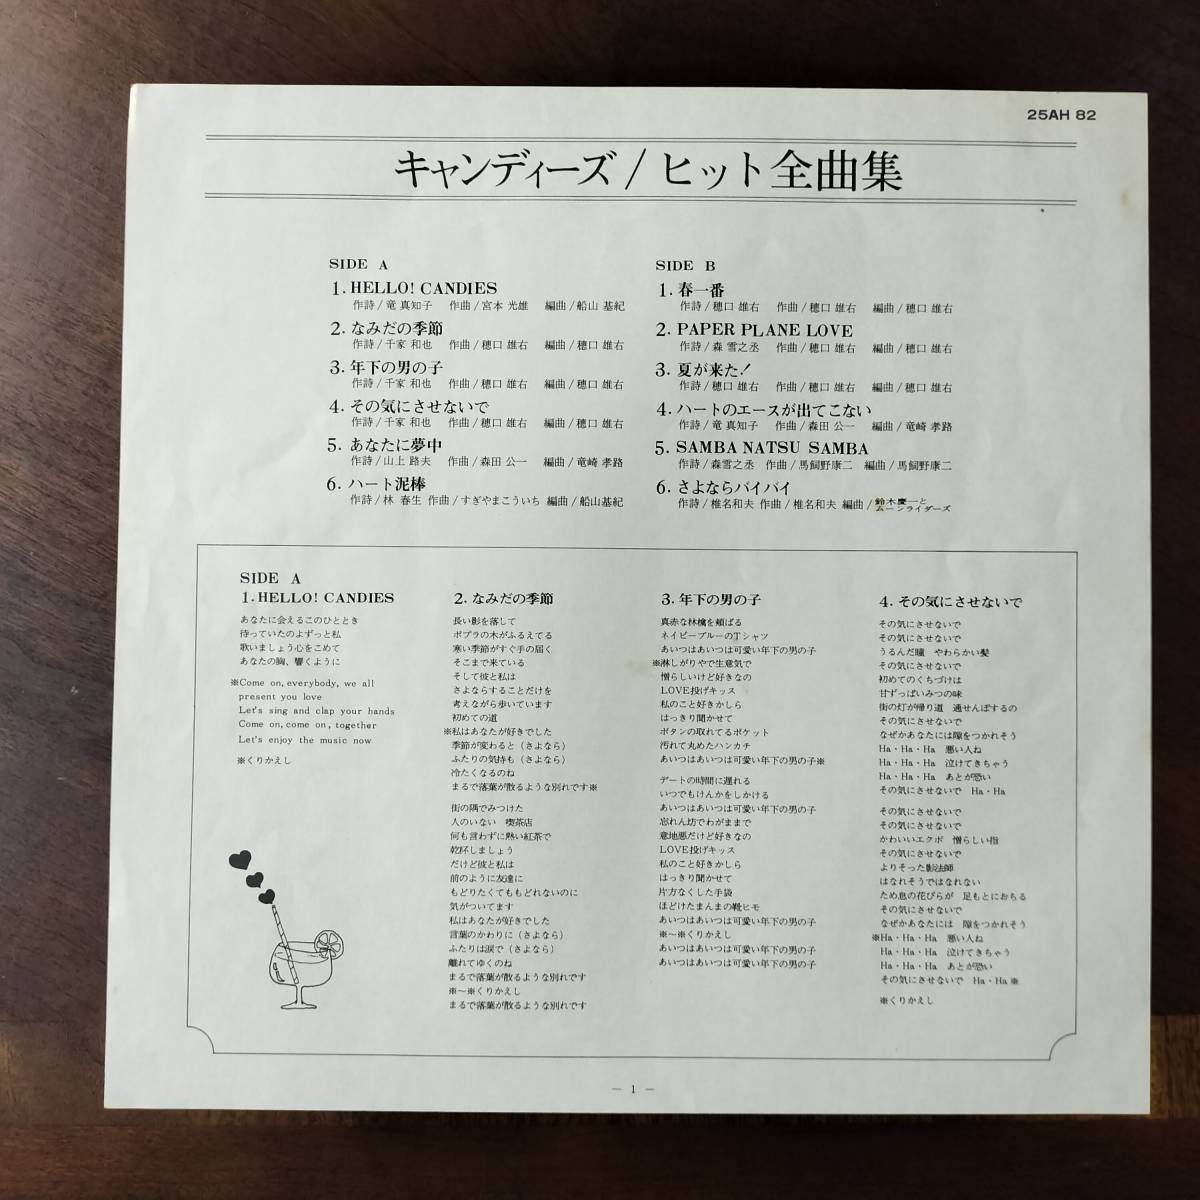 25AH 82
キャンディーズ/ヒット全曲集
SIDE A
1. HELLO! CANDIES
作詩/竜 真知子 作曲/宮本 光雄 編曲/船山 基紀
2. なみだの季節
作詩/千家 和也 作曲/穂口 雄右 編曲/穂口 雄右
3. 年下の男の子
作詩/千家 和也 作曲/穂口 雄右 編曲/穂口 雄右
4. その気にさせないで
作詩/千家 和也 作曲/穂口 雄右 編曲/穂口 雄右
5. あなたに夢中
作詩/山上 路夫 作曲/森田 公一 編曲/竜崎 孝路
6. ハート泥棒
作詩/林 春生 作曲/すぎやまこういち 編曲/船山基紀
SIDE B
1. 春一番
作詩/穂口 雄右 作曲/穂口 雄右 編曲/穂口 雄右
2. PAPER PLANE LOVE
作詩/森 雪之丞 作曲/穂口 雄右 編曲/穂口 雄右
3. 夏が来た!
作詩/穂口 雄右 作曲/穂口 雄右 編曲/穂口 雄右
4. ハートのエースが出てこない
作詩/竜 真知子 作曲/森田 公一 編曲/竜崎 孝路
5. SAMBA NATSU SAMBA
作詩/森雪之丞 作曲/馬飼野康二 編曲/馬飼野康二
6. さよならバイバイ
作詩/椎名和夫 作曲/椎名和夫 編曲/鈴木慶一と
ムーンライダーズ
SIDE A
1. HELLO! CANDIES
あなたに会えるこのひととき
待っていたのよずっと私
歌いましょう心をこめて
あなたの胸、響くように
※Come on, everybody, we all
present you love
Let's sing and clap your hands
Come on, come on, together
Let's enjoy the music now
※くりかえし
2. なみだの季節
長い影を落して
ポプラの木がふるえてる
寒い季節がすぐ手の届く
そこまで来ている
そして彼と私は
さよならすることだけを
考えながら歩いています
初めての道
※私はあなたが好きでした
季節が変わると(さよなら)
ふたりの気持も(さよなら)
冷たくなるのね
まるで落葉が散るような別れです※
街の隅でみつけた
人のいない 喫茶店
何も言わずに熱い紅茶で
乾杯しましょう
だけど彼と私は
前のように友達に
もどりたくてももどれないのに
気がついてます
私はあなたが好きでした
言葉のかわりに(さよなら)
ふたりは涙で(さよなら)
離れてゆくのね
まるで落葉が散るような別れです
※〜※くりかえし
まるで落葉が散るような別れです
3. 年下の男の子
真赤な林檎を頬ばる
ネイビーブルーのTシャツ
あいつはあいつは可愛い年下の男の子
※淋しがりやで生意気で
憎らしいけど好きなの
LOVE投げキッス
私のこと好きかしら
はっきり聞かせて
ボタンの取れてるポケット
汚れて丸めたハンカチ
あいつはあいつは可愛い年下の男の子※
デートの時間に遅れる
いつでもけんかをしかける
あいつはあいつは可愛い年下の男の子
忘れん坊でわがままで
意地悪だけど好きなの
LOVE投げキッス
私のこと好きかしら
はっきり聞かせて
片方なくした手袋
ほどけたまんまの靴ヒモ
あいつはあいつは可愛い年下の男の子
※〜※くりかえし
あいつはあいつは可愛い年下の男の子
あいつはあいつは可愛い年下の男の子
4. その気にさせないで
その気にさせないで
その気にさせないで
うるんだ瞳 やわらかい髪
その気にさせないで
初めてのくちづけは
甘ずっぱいみつの味
街の灯が帰り道 通せんぼするの
その気にさせないで
なぜかあなたには隙をつかれそう
Ha・Ha・Ha 悪い人ね
Ha・Ha・Ha 泣けてきちゃう
Ha・Ha・Ha あとが恐い
その気にさせないで Ha・Ha
その気にさせないで
その気にさせないで
かわいいエクボ 憎らしい指
その気にさせないで
よりそった影法師
はなれそうではなれない
ため息の花びらが 足もとにおちる
その気にさせないで
なぜかあなたには 隙をつかれそう
※Ha・Ha・Ha 悪い人ね
Ha・Ha・Ha 泣けてきちゃう
Ha・Ha・Ha あとが恐い
その気にさせないで Ha・Ha※
※くりかえし
— 1 —